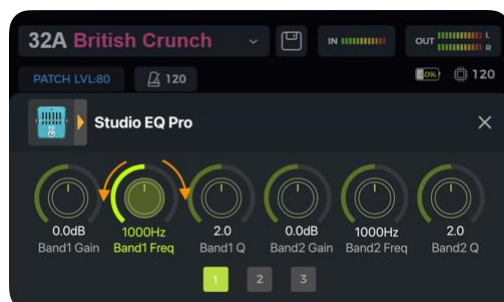 32A British Crunch
IN
OUT
L
R
PATCH LVL:80
120
120
Studio EQ Pro
0.0dB
1000Hz
2.0
0.0dB
1000Hz
2.0
Band1 Gain
Band1 Freq
Band1 Q
Band2 Gain
Band2 Freq
Band2 Q
1
2
3